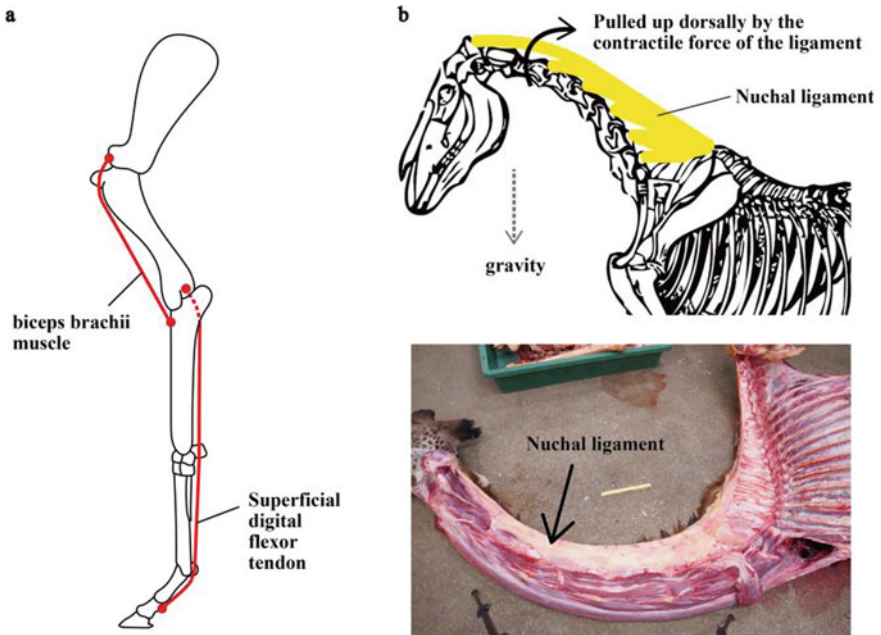 a
biceps brachii
muscle
Superficial
digital
flexor
tendon
b
Pulled up dorsally by the
contractile force of the ligament
Nuchal ligament
gravity
Nuchal ligament